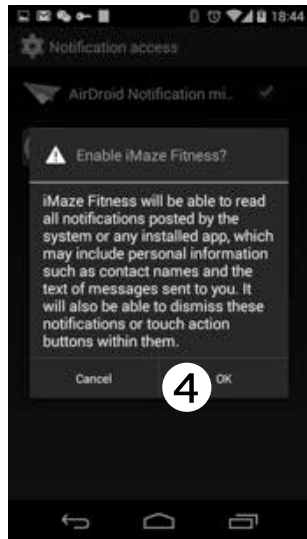 18:44
Notification access
AirDroid Notification mi..
Enable iMaze Fitness?
iMaze Fitness will be able to read
all notifications posted by the
system or any installed app, which
may include personal information
such as contact names and the
text of messages sent to you. It
will also be able to dismiss these
notifications or touch action
buttons within them.
Cancel
4
OK